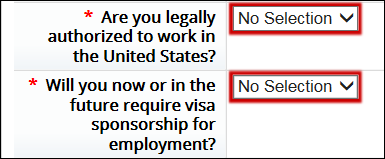 * Are you legally No Selection
authorized to work in
the United States?
* Will you now or in the No Selection
future require visa
sponsorship for
employment?